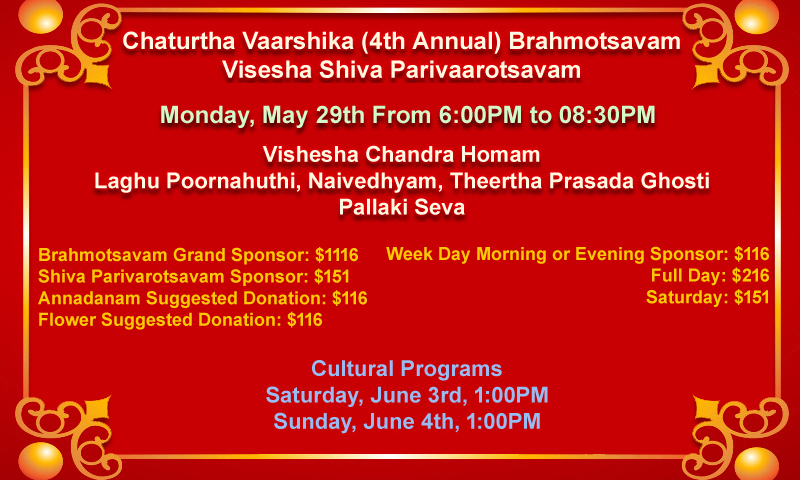 Chaturtha Vaarshika (4th Annual) Brahmotsavam
Visesha Shiva Parivaarotsavam
Monday, May 29th From 6:00PM to 08:30PM
Vishesha Chandra Homam
Laghu Poornahuthi, Naivedhyam, Theertha Prasada Ghosti
Pallaki Seva
Brahmotsavam Grand Sponsor: $1116
Shiva Parivarotsavam Sponsor: $151
Annadanam Suggested Donation: $116
Flower Suggested Donation: $116
Week Day Morning or Evening Sponsor: $116
Full Day: $216
Saturday: $151
Cultural Programs
Saturday, June 3rd, 1:00PM
Sunday, June 4th, 1:00PM